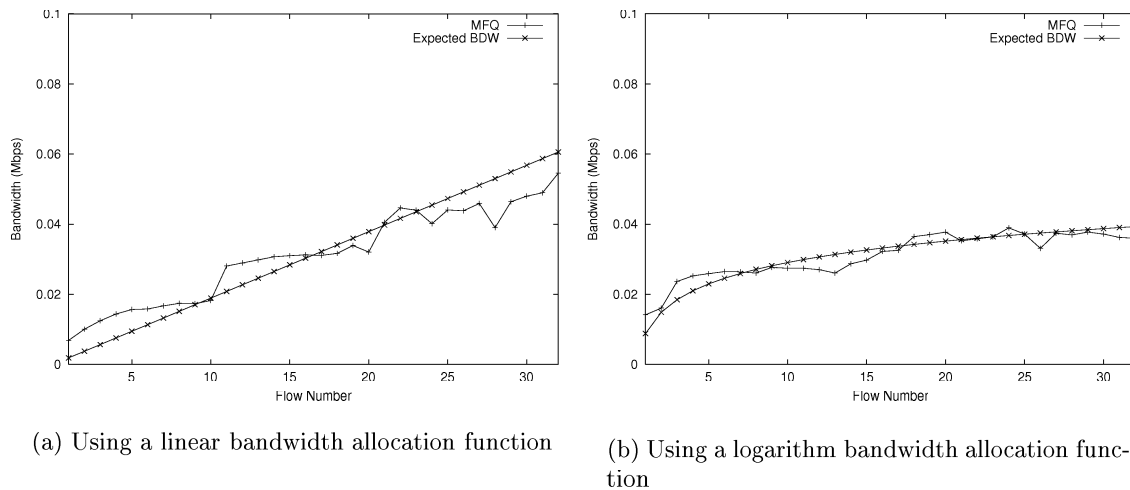 0.1
MFQ
Expected BDW
0.08
0.06
0.04
0.02
0
Bandwidth (Mbps)
5 10 15 20 25 30
Flow Number
(a) Using a linear bandwidth allocation function
0.1
MFQ
Expected BDW
0.08
0.06
0.04
0.02
0
Bandwidth (Mbps)
5 10 15 20 25 30
Flow Number
(b) Using a logarithm bandwidth allocation func-
tion